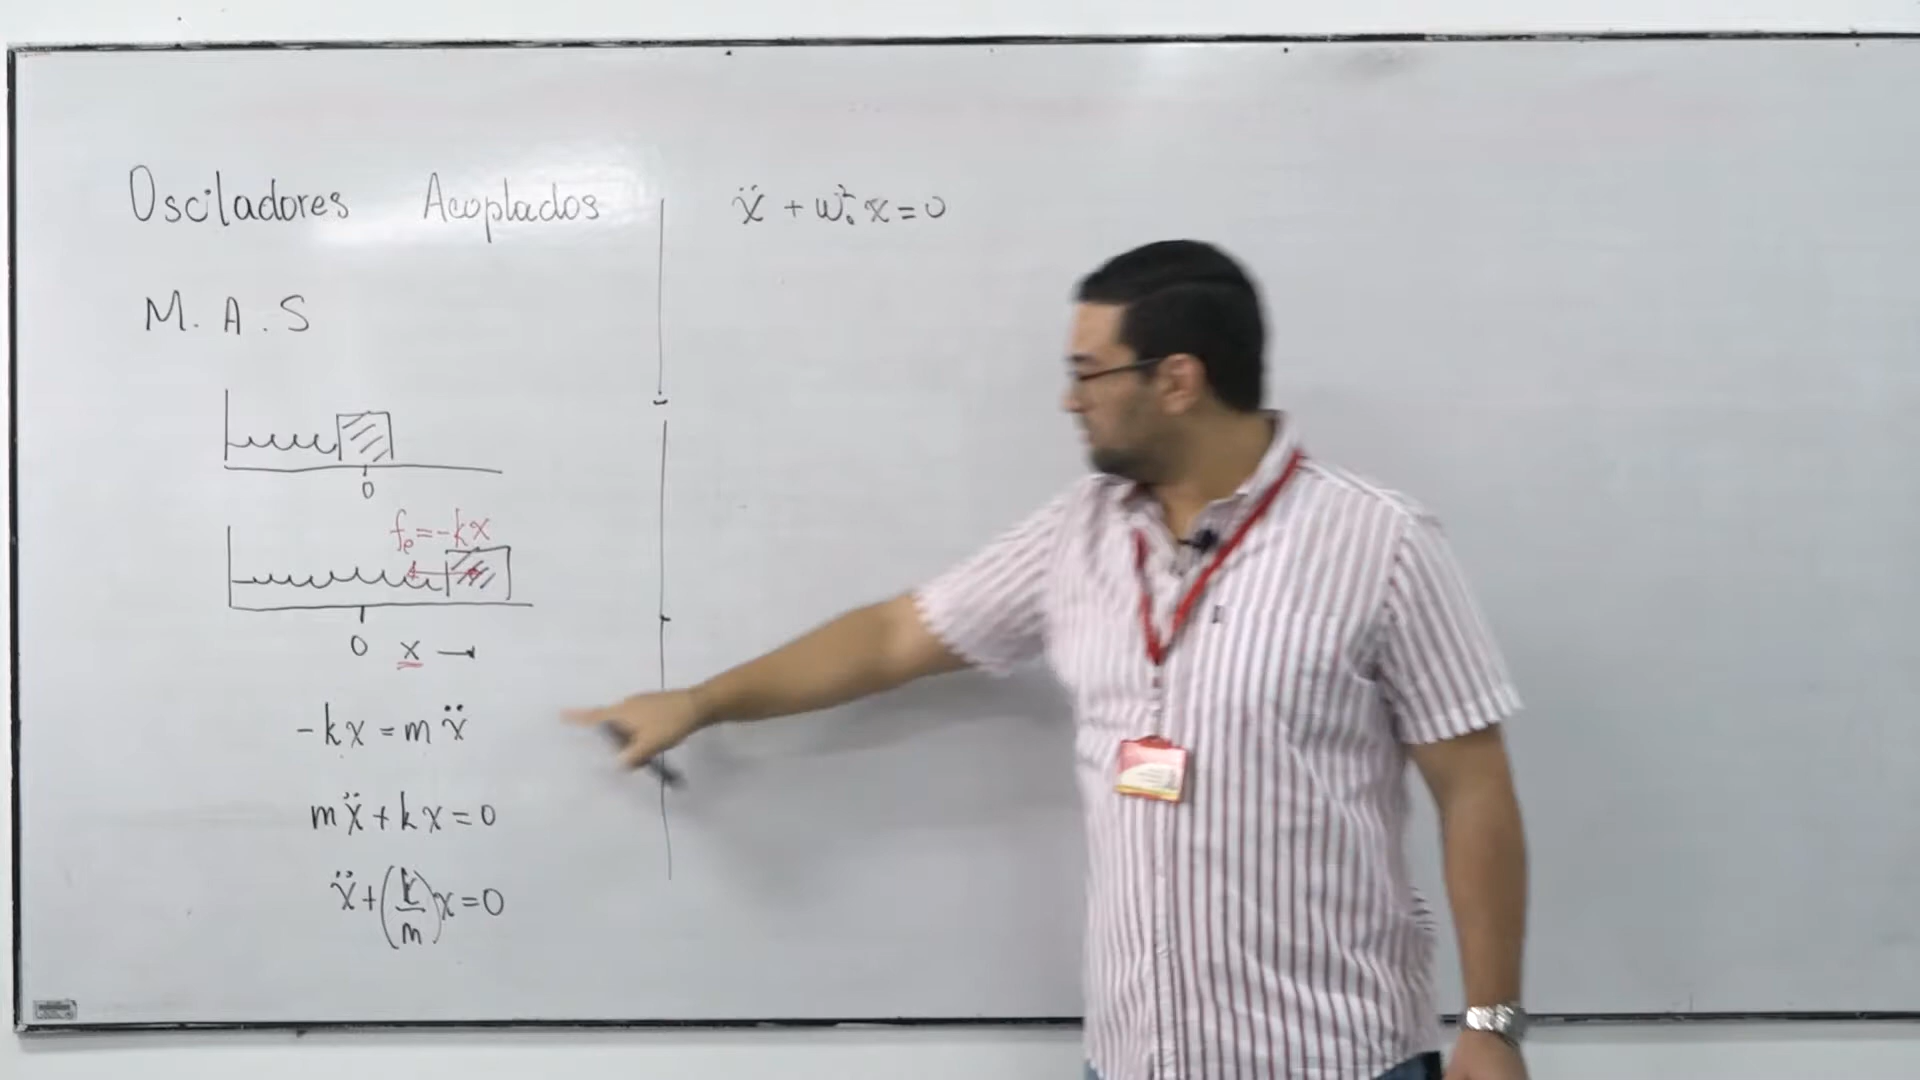 Osciladores Acoplados
M. A. S
0
fₑ = -kx
0 x →
-kx = mẍ
mẍ + kx = 0
ẍ + (k/m)x = 0
ẍ + ω₀²x = 0